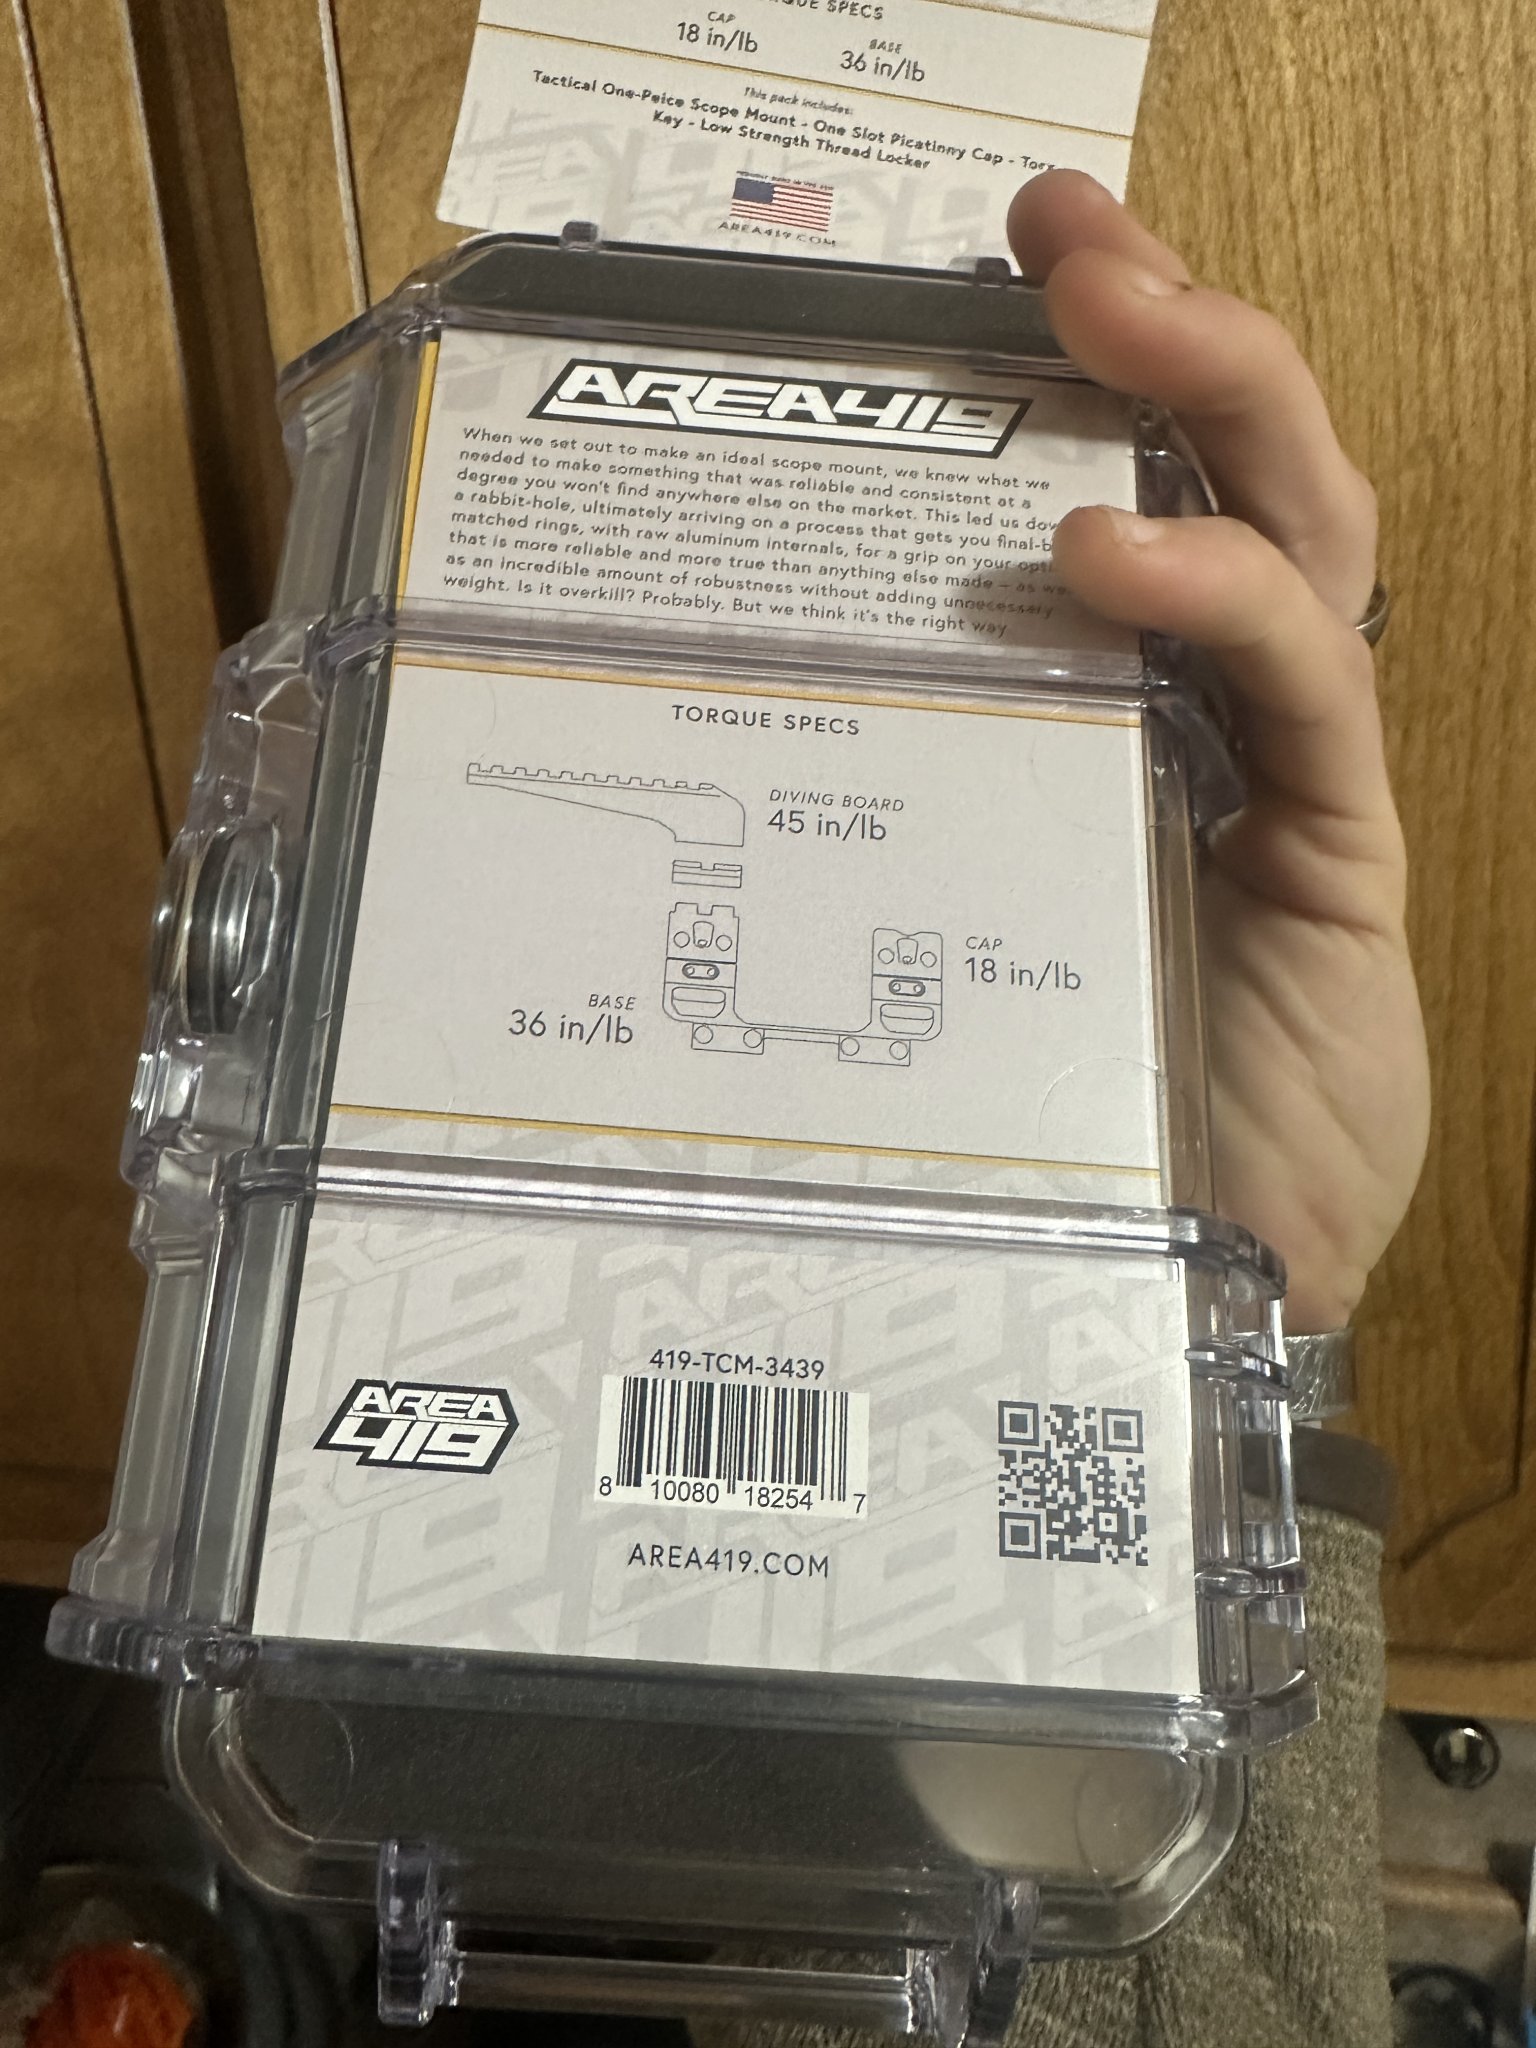 SPECS
CAP
18 in/lb
BASE
36 in/lb
This pack includes:
Tactical One-Peice Scope Mount - One Slot Picatinny Cap - Torx
Key - Low Strength Thread Locker
AREA419.COM
AREA419
When we set out to make an ideal scope mount, we knew what we
needed to make something that was reliable and consistent at a
degree you won't find anywhere else on the market. This led us
a rabbit-hole, ultimately arriving on a process that gets you
matched rings, with raw aluminum internals, for a grip on your
that is more reliable and more true than anything else made – as
as an incredible amount of robustness without adding unnecessary
weight. Is it overkill? Probably. But we think it's the right way
TORQUE SPECS
DIVING BOARD
45 in/lb
CAP
18 in/lb
BASE
36 in/lb
419-TCM-3439
AREA
419
8 10080 18254 7
AREA419.COM